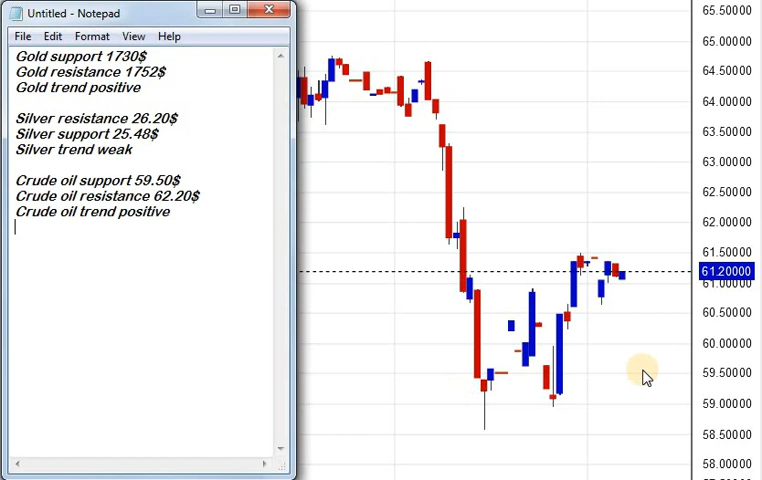 Untitled - Notepad
File Edit Format View Help
Gold support 1730$
Gold resistance 1752$
Gold trend positive
Silver resistance 26.20$
Silver support 25.48$
Silver trend weak
Crude oil support 59.50$
Crude oil resistance 62.20$
Crude oil trend positive
65.50000
65.00000
64.50000
64.00000
63.50000
63.00000
62.50000
62.00000
61.50000
61.20000
61.00000
60.50000
60.00000
59.50000
59.00000
58.50000
58.00000